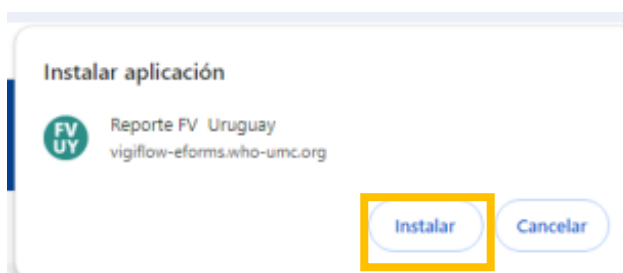 Instalar aplicación
FV
UY
Reporte FV Uruguay
vigiflow-eforms.who-umc.org
Instalar
Cancelar